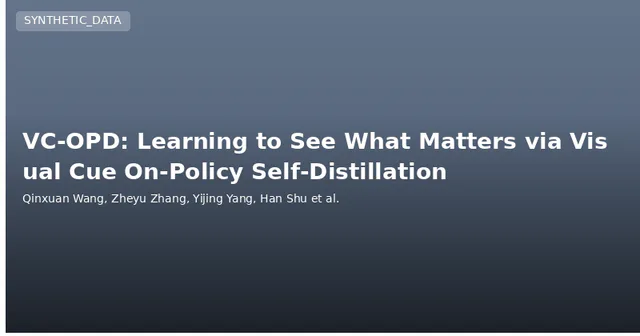 SYNTHETIC_DATA
VC-OPD: Learning to See What Matters via Vis
ual Cue On-Policy Self-Distillation
Qinxuan Wang, Zheyu Zhang, Yijing Yang, Han Shu et al.